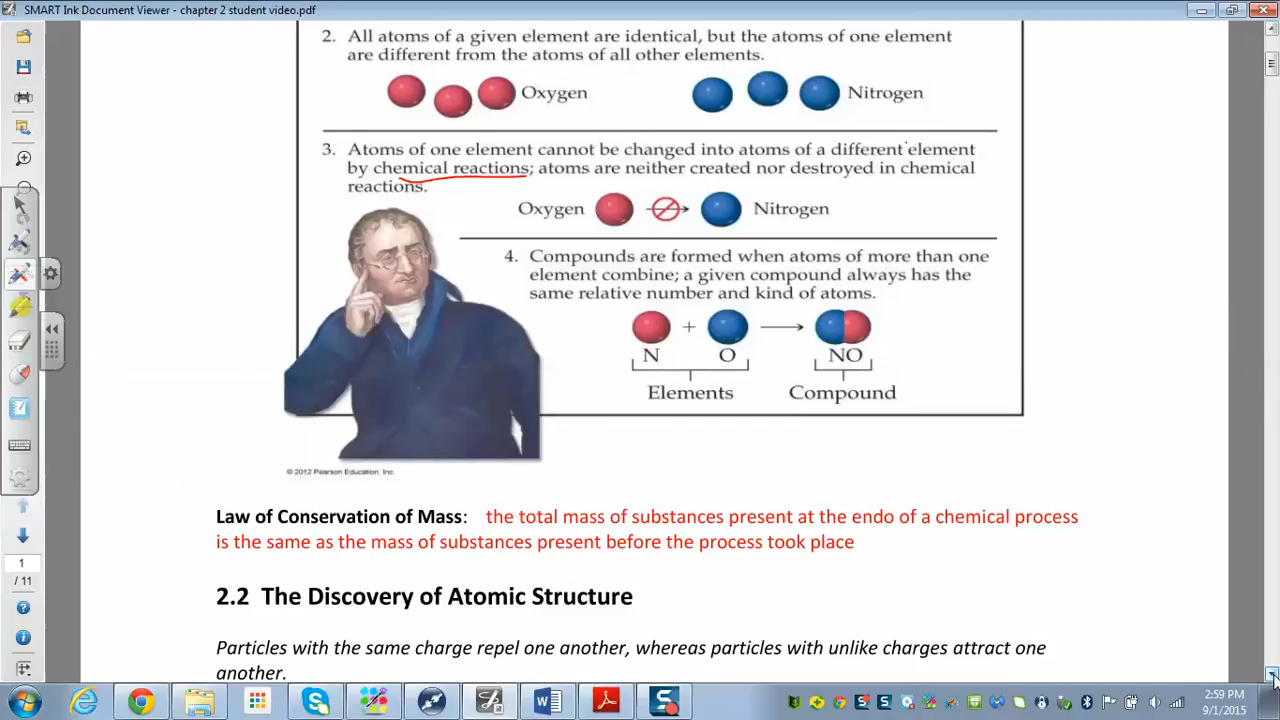 SMART Ink Document Viewer - chapter 2 student video.pdf
2. All atoms of a given element are identical, but the atoms of one element
are different from the atoms of all other elements.
Oxygen
Nitrogen
3. Atoms of one element cannot be changed into atoms of a different element
by chemical reactions; atoms are neither created nor destroyed in chemical
reactions.
Oxygen
Nitrogen
4. Compounds are formed when atoms of more than one
element combine; a given compound always has the
same relative number and kind of atoms.
+
N O NO
Elements Compound
© 2012 Pearson Education, Inc.
Law of Conservation of Mass: the total mass of substances present at the endo of a chemical process
is the same as the mass of substances present before the process took place
2.2 The Discovery of Atomic Structure
Particles with the same charge repel one another, whereas particles with unlike charges attract one
another.
1
/ 11
2:59 PM
9/1/2015